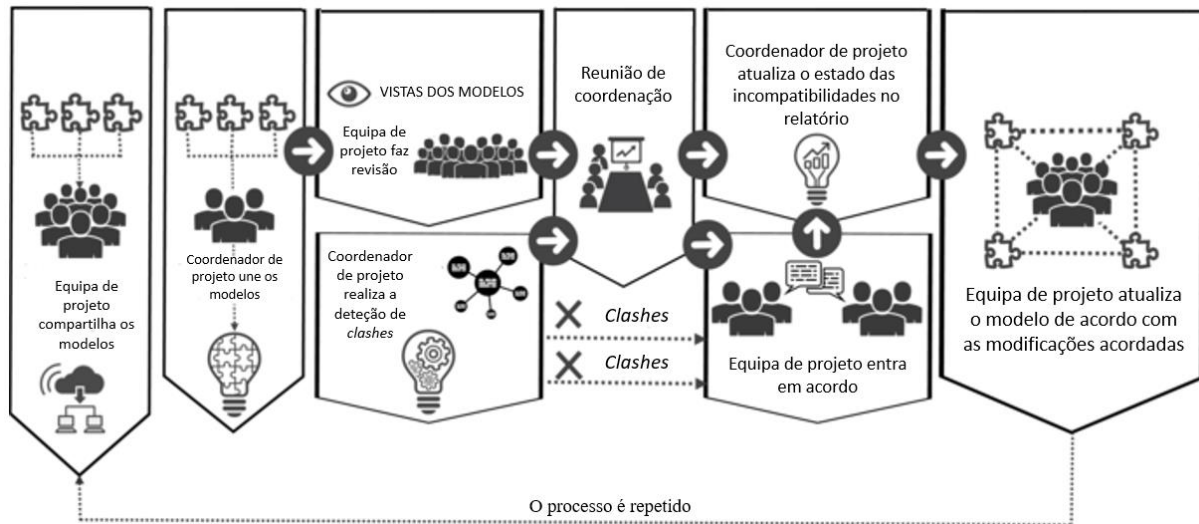 Equipa de
projeto
compartilha os
modelos
Coordenador de
projeto une os
modelos
VISTAS DOS MODELOS
Equipa de
projeto faz
revisão
Coordenador
de projeto
realiza a
deteção de
clashes
Reunião de
coordenação
Clashes
Clashes
Coordenador de projeto
atualiza o estado das
incompatibilidades no
relatório
Equipa de projeto entra
em acordo
Equipa de projeto atualiza
o modelo de acordo com
as modificações acordadas
O processo é repetido